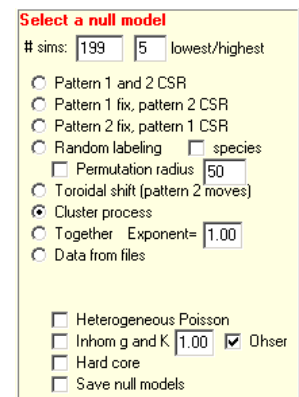 Select a null model
# sims: 199 5 lowest/highest
Pattern 1 and 2 CSR
Pattern 1 fix, pattern 2 CSR
Pattern 2 fix, pattern 1 CSR
Random labeling species
Permutation radius 50
Toroidal shift (pattern 2 moves)
Cluster process
Together Exponent= 1.00
Data from files
Heterogeneous Poisson
Inhom g and K 1.00 Ohser
Hard core
Save null models